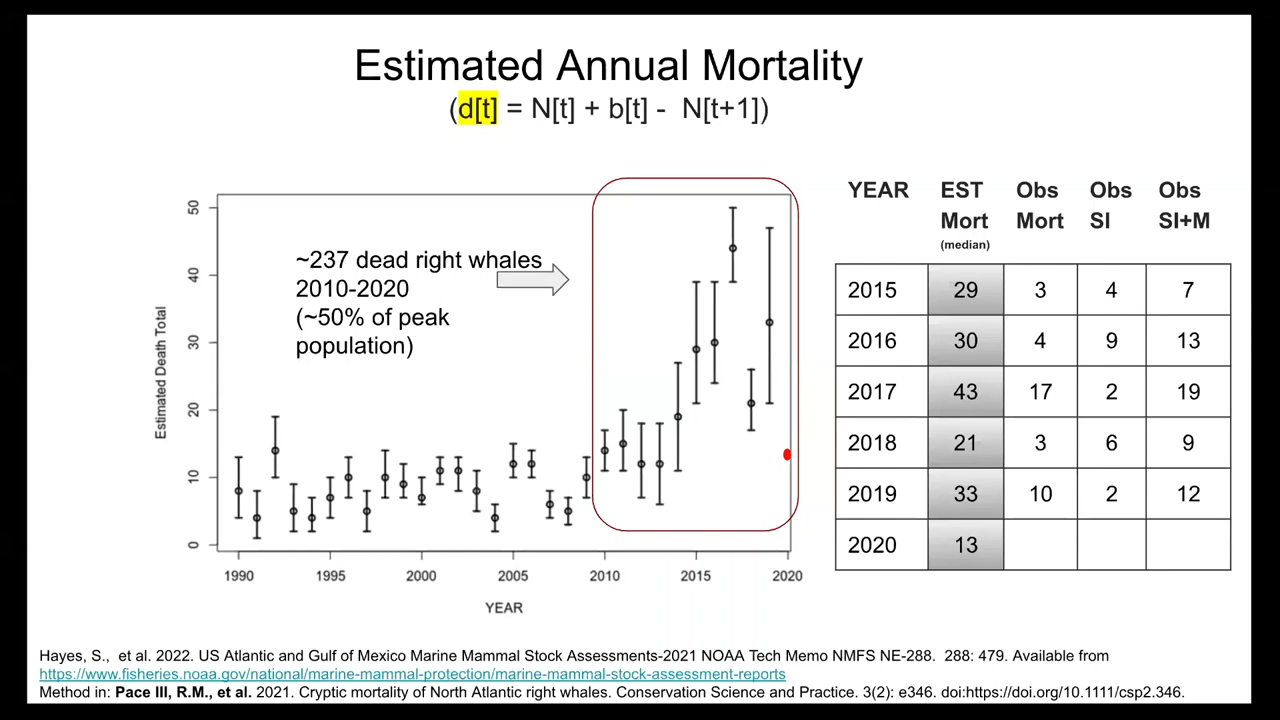 Estimated Annual Mortality
(d[t] = N[t] + b[t] - N[t+1])
~237 dead right whales
2010-2020
(~50% of peak
population)
Estimated Death Total
50
40
30
20
10
0
1990 1995 2000 2005 2010 2015 2020
YEAR
YEAR EST Obs Obs Obs
Mort Mort SI SI+M
(median)
2015 29 3 4 7
2016 30 4 9 13
2017 43 17 2 19
2018 21 3 6 9
2019 33 10 2 12
2020 13
Hayes, S., et al. 2022. US Atlantic and Gulf of Mexico Marine Mammal Stock Assessments-2021 NOAA Tech Memo NMFS NE-288. 288: 479. Available from
https://www.fisheries.noaa.gov/national/marine-mammal-protection/marine-mammal-stock-assessment-reports
Method in: Pace III, R.M., et al. 2021. Cryptic mortality of North Atlantic right whales. Conservation Science and Practice. 3(2): e346. doi:https://doi.org/10.1111/csp2.346.